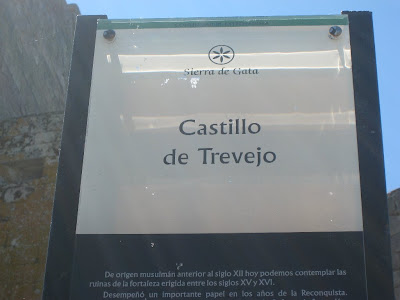 Sierra de Gata
Castillo
de Trevejo
De origen musulmán anterior al siglo XII hoy podemos contemplar las
ruinas de la fortaleza erigida entre los siglos XV y XVI.
Desempeñó un importante papel en los años de la Reconquista.